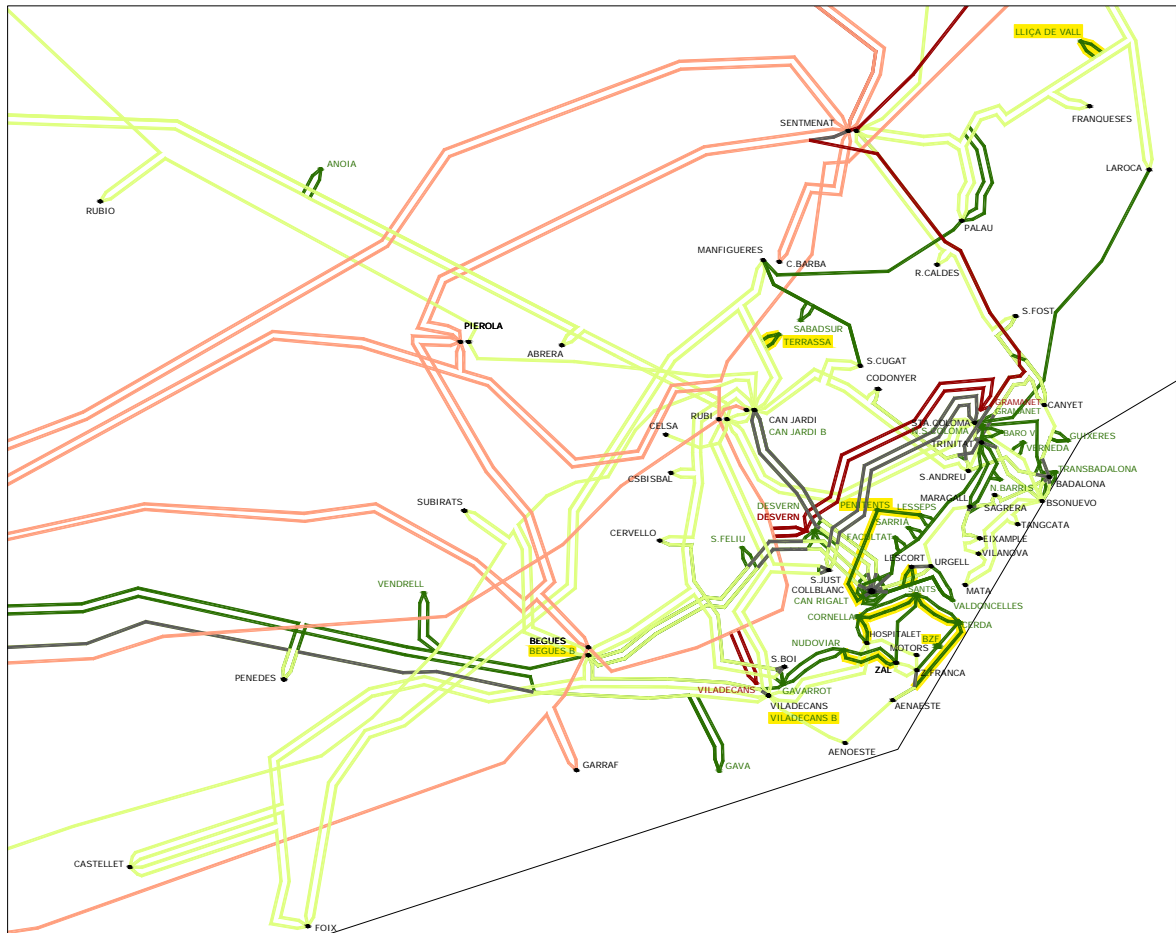 LLIÇA DE VALL
FRANQUESES
SENTMENAT
LAROCA
ANOIA
RUBIO
PALAU
MANFIGUERES
C.BARBA
R.CALDES
S.FOST
PIEROLA
SABADSUR
TERRASSA
ABRERA
S.CUGAT
CODONYER
GRAMANET
CANYET
GRAMANET
RUBI
CAN JARDI
CAN JARDI B
CELSA
STA.COLOMA
N.S.COLOMA
BARO V
GUIXERES
TRINITAT
VERNEDA
CSBISBAL
S.ANDREU
TRANSBADALONA
BADALONA
N.BARRIS
SUBIRATS
MARAGALL
BSONUEVO
DESVERN
PENITENTS
LESSEPS
SAGRERA
DESVERN
SARRIÀ
TANGCATA
CERVELLO
S.FELIU
FACULTAT
EIXAMPLE
VILANOVA
LESCORT
URGELL
VENDRELL
S.JUST
COLLBLANC
SANTS
MATA
CAN RIGALT
VALDONCELLES
CORNELLA
CERDA
BEGUES
HOSPITALET
BZF
BEGUES B
NUDOVIAR
MOTORS
S.BOI
ZAL
Z.FRANCA
PENEDES
VILADECANS
GAVARROT
VILADECANS
AENAESTE
VILADECANS B
AENOESTE
GARRAF
GAVA
CASTELLET
FOIX